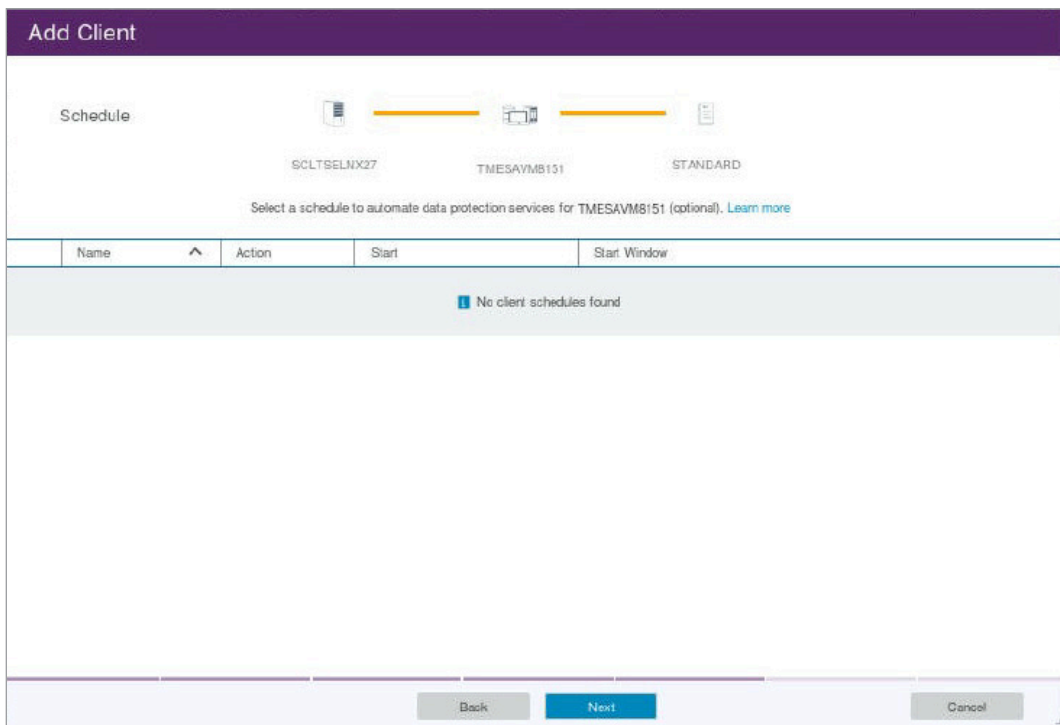 Add Client
Schedule
SCLTSELNX27
TMESAVM8151
STANDARD
Select a schedule to automate data protection services for TMESAVM8151 (optional). Learn more
Name
Action
Start
Start Window
No client schedules found
Back
Next
Cancel